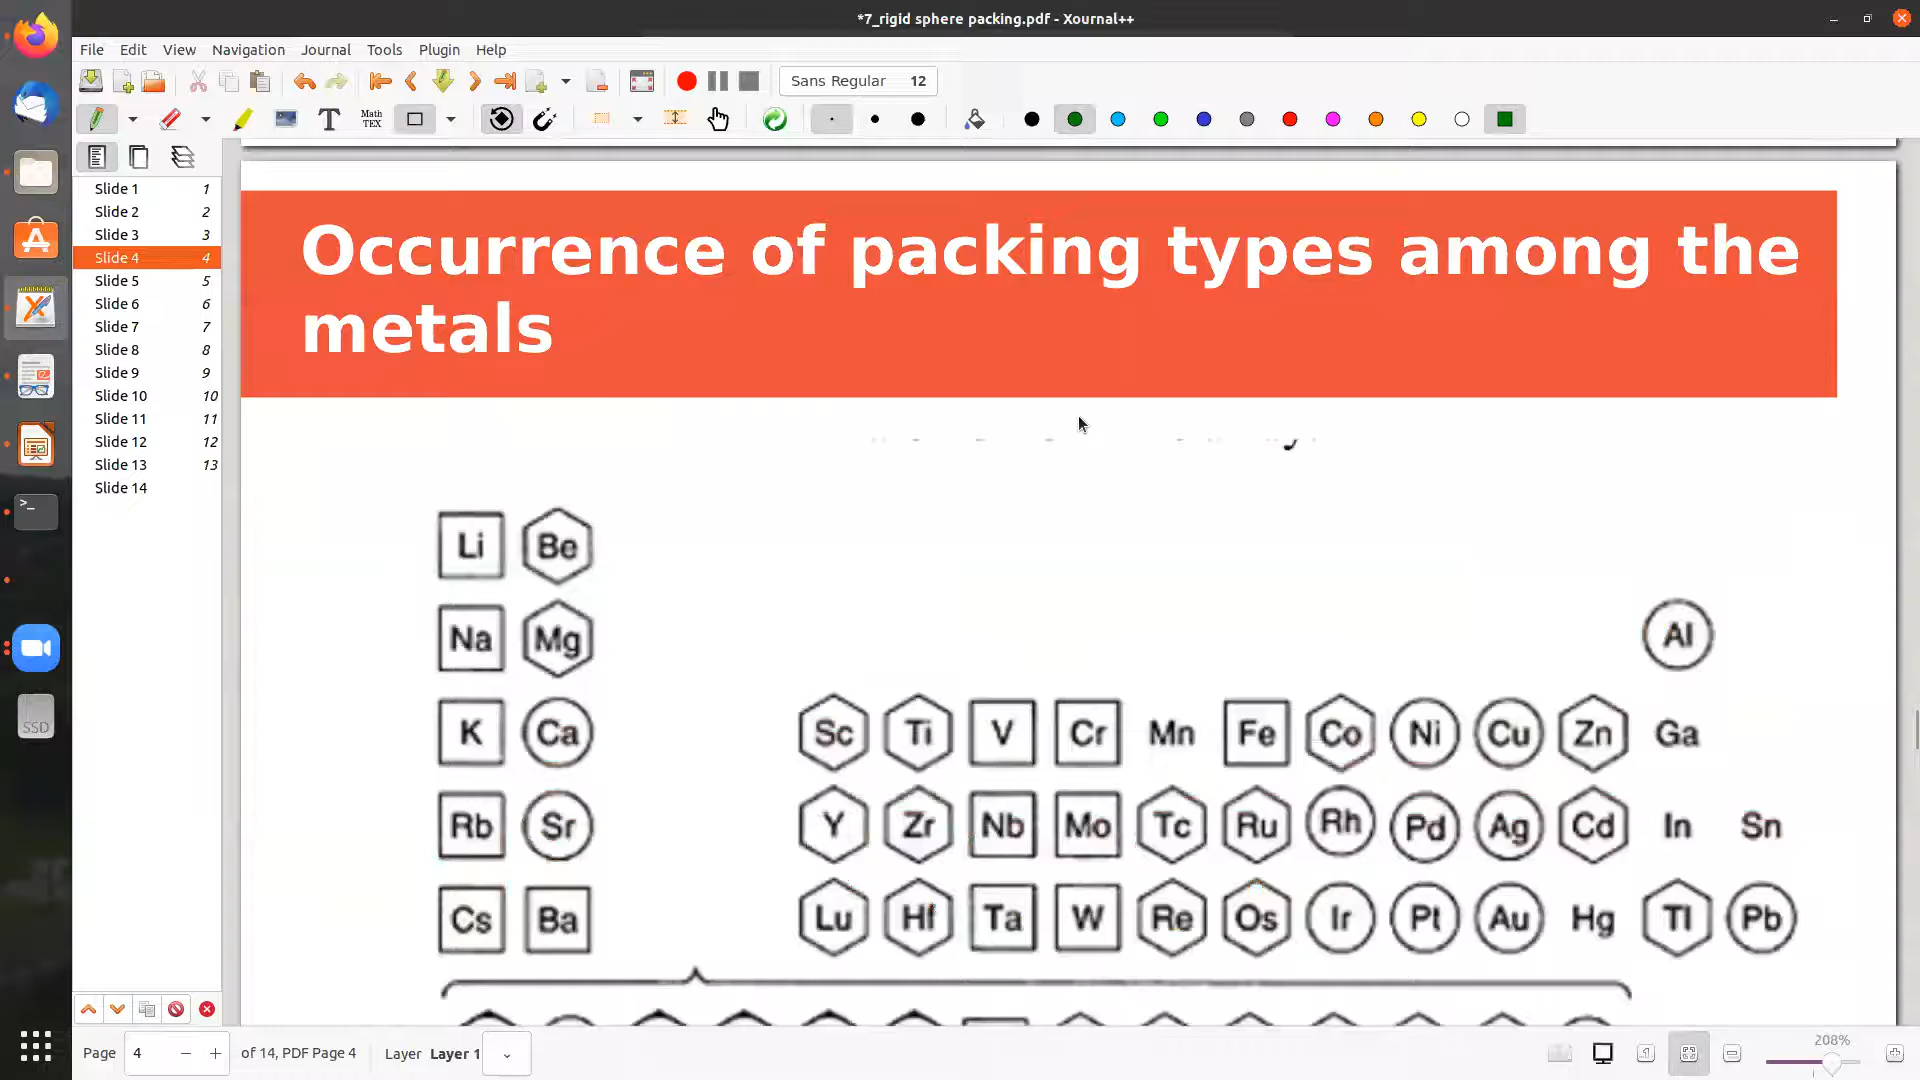 *7_rigid sphere packing.pdf - Xournal++
File Edit View Navigation Journal Tools Plugin Help
Sans Regular 12
T Math TEX
Slide 1 1
Slide 2 2
Slide 3 3
Slide 4 4
Slide 5 5
Slide 6 6
Slide 7 7
Slide 8 8
Slide 9 9
Slide 10 10
Slide 11 11
Slide 12 12
Slide 13 13
Slide 14
Occurrence of packing types among the
metals
Li Be
Na Mg Al
K Ca Sc Ti V Cr Mn Fe Co Ni Cu Zn Ga
Rb Sr Y Zr Nb Mo Tc Ru Rh Pd Ag Cd In Sn
Cs Ba Lu Hf Ta W Re Os Ir Pt Au Hg Tl Pb
SSD
Page 4 of 14, PDF Page 4 Layer Layer 1 208%